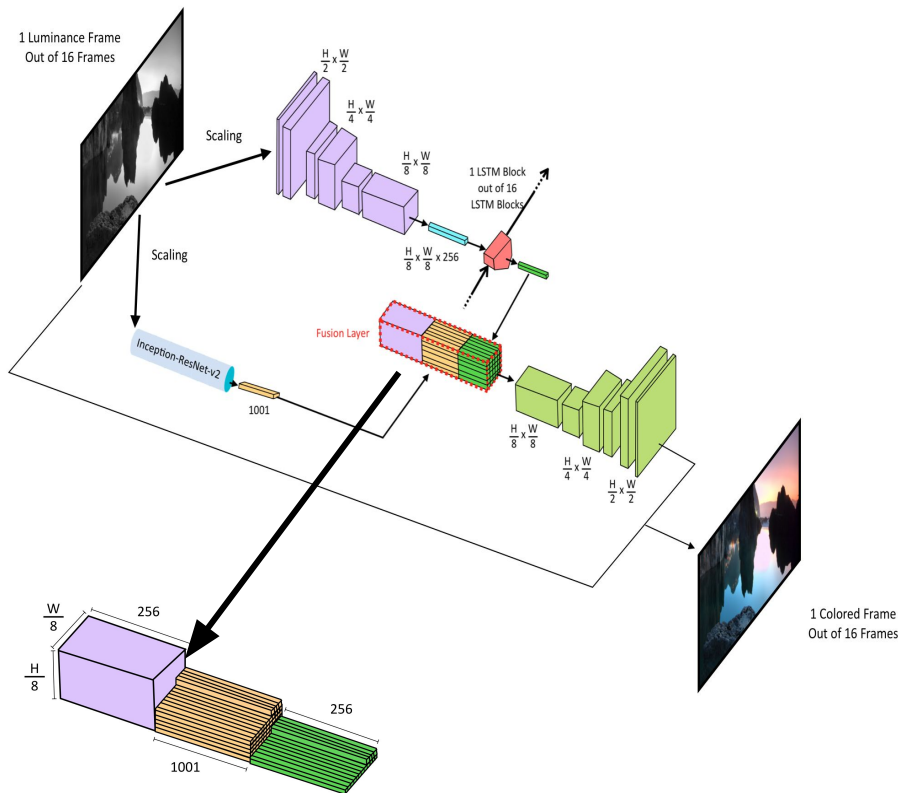 1 Luminance Frame
Out of 16 Frames
H/2 x W/2
H/4 x W/4
Scaling
H/8 x W/8
1 LSTM Block
out of 16
LSTM Blocks
Scaling
H/8 x W/8 x 256
Fusion Layer
Inception-ResNet-v2
1001
H/8 x W/8
H/4 x W/4
H/2 x W/2
1 Colored Frame
Out of 16 Frames
W/8
256
H/8
256
1001